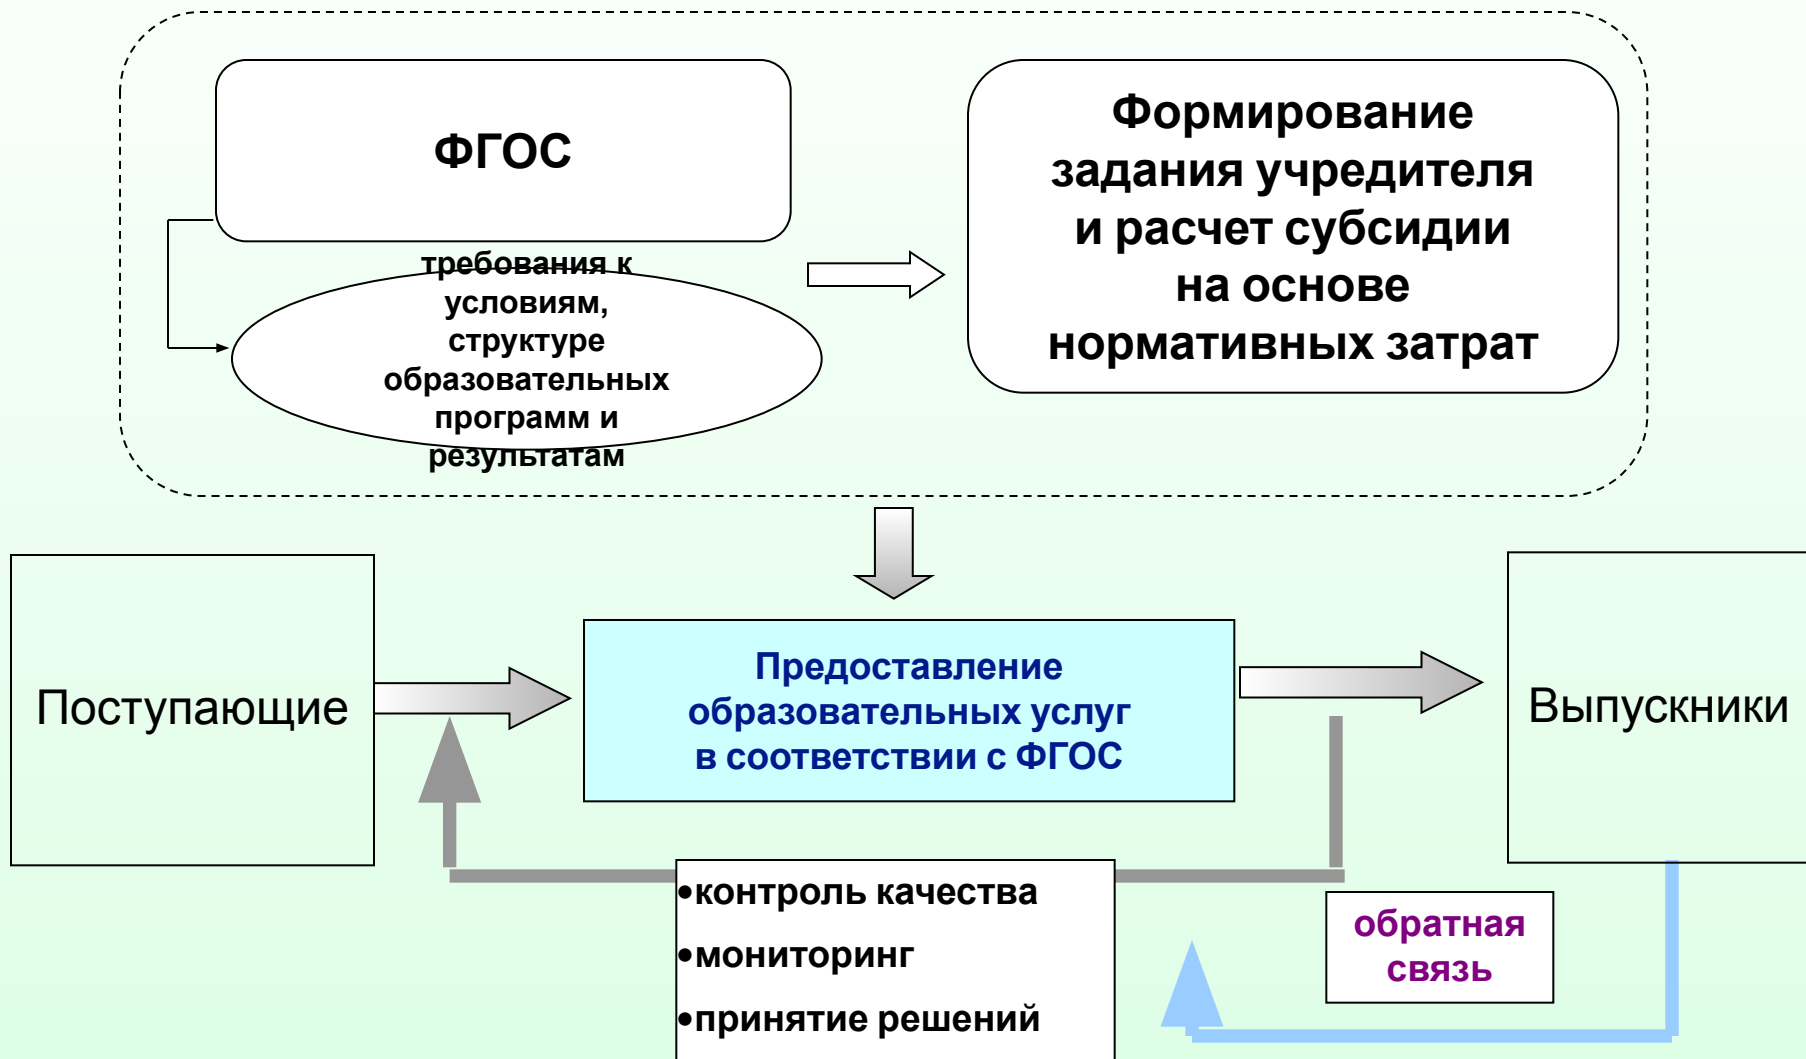 ФГОС
требования к
условиям,
структуре
образовательных
программ и
результатам
Формирование
задания учредителя
и расчет субсидии
на основе
нормативных затрат
Поступающие
Предоставление
образовательных услуг
в соответствии с ФГОС
Выпускники
•контроль качества
•мониторинг
•принятие решений
обратная
связь